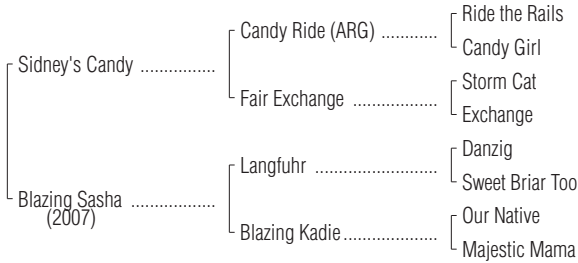 Ride the Rails
Candy Ride (ARG) ............
Candy Girl
Sidney's Candy ................
Storm Cat
Fair Exchange ..................
Exchange
Danzig
Langfuhr ..........................
Sweet Briar Too
Blazing Sasha ..................
(2007)
Our Native
Blazing Kadie ....................
Majestic Mama